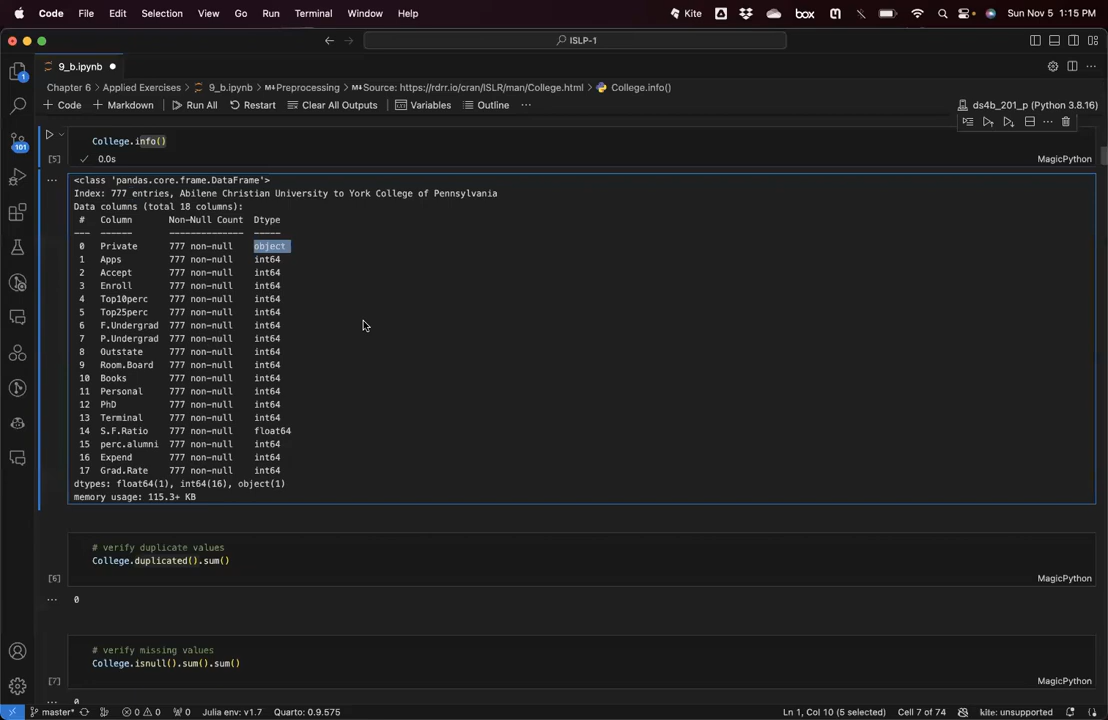 Code File Edit Selection View Go Run Terminal Window Help Kite box Sun Nov 5 1:15 PM
ISLP-1
9_b.ipynb
Chapter 6 Applied Exercises 9_b.ipynb Preprocessing Source: https://rdrr.io/cran/ISLR/man/College.html College.info()
Code Markdown Run All Restart Clear All Outputs Variables Outline ds4b_201_p (Python 3.8.16)
College.info()
[5] 0.0s MagicPython
<class 'pandas.core.frame.DataFrame'>
Index: 777 entries, Abilene Christian University to York College of Pennsylvania
Data columns (total 18 columns):
# Column Non-Null Count Dtype
--- ------ -------------- -----
0 Private 777 non-null object
1 Apps 777 non-null int64
2 Accept 777 non-null int64
3 Enroll 777 non-null int64
4 Top10perc 777 non-null int64
5 Top25perc 777 non-null int64
6 F.Undergrad 777 non-null int64
7 P.Undergrad 777 non-null int64
8 Outstate 777 non-null int64
9 Room.Board 777 non-null int64
10 Books 777 non-null int64
11 Personal 777 non-null int64
12 PhD 777 non-null int64
13 Terminal 777 non-null int64
14 S.F.Ratio 777 non-null float64
15 perc.alumni 777 non-null int64
16 Expend 777 non-null int64
17 Grad.Rate 777 non-null int64
dtypes: float64(1), int64(16), object(1)
memory usage: 115.3+ KB
# verify duplicate values
College.duplicated().sum()
[6] MagicPython
0
# verify missing values
College.isnull().sum().sum()
[7] MagicPython
0
1
101
master* 0 0 0 Julia env: v1.7 Quarto: 0.9.575 Ln 1, Col 10 (5 selected) Cell 7 of 74 kite: unsupported